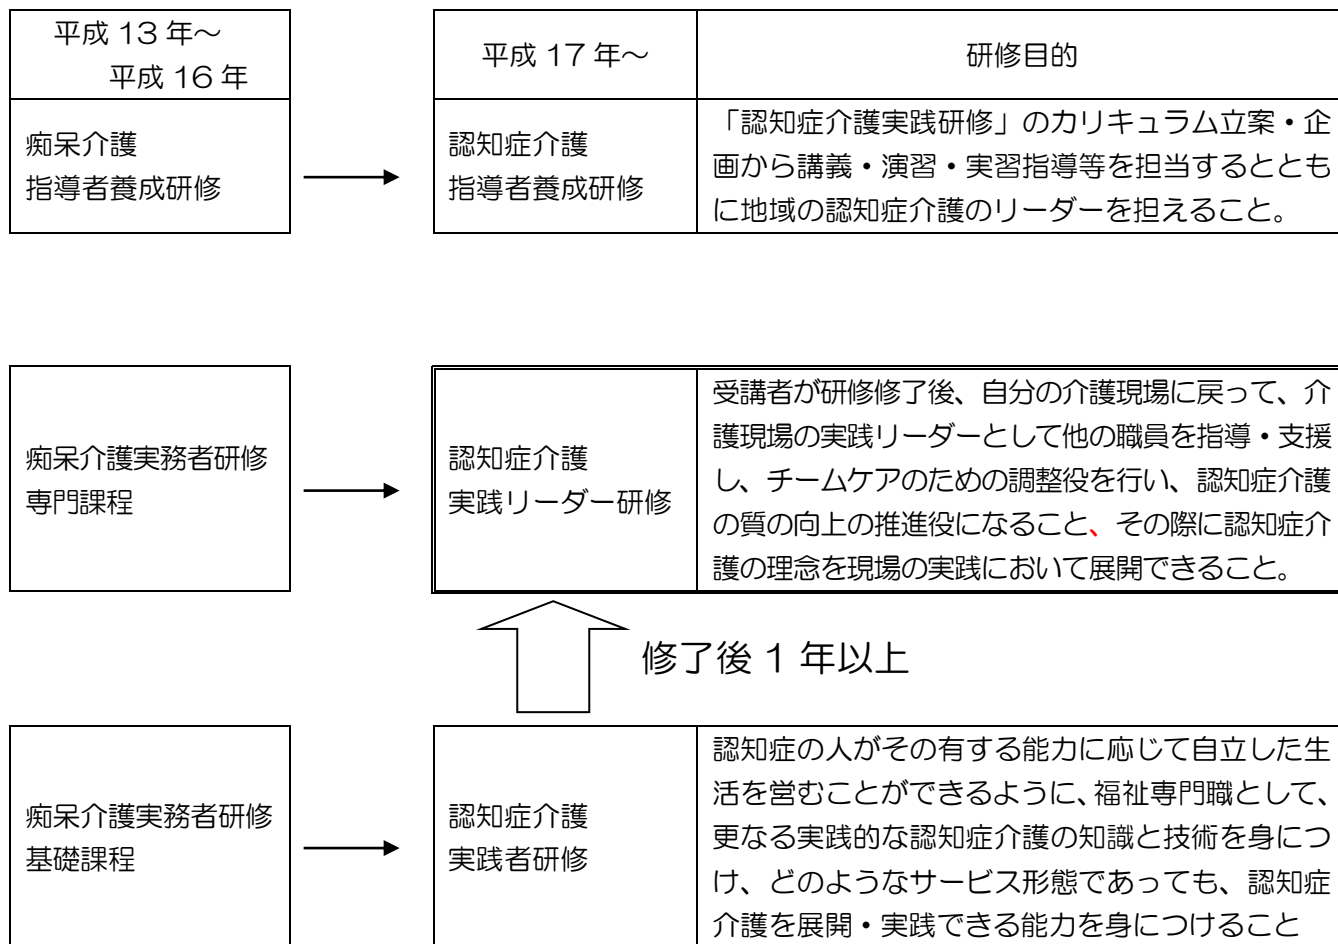 平成 13 年～
平成 16 年
平成 17 年～
研修目的
痴呆介護
指導者養成研修
認知症介護
指導者養成研修
「認知症介護実践研修」のカリキュラム立案・企
画から講義・演習・実習指導等を担当するととも
に地域の認知症介護のリーダーを担えること。
痴呆介護実務者研修
専門課程
認知症介護
実践リーダー研修
受講者が研修修了後、自分の介護現場に戻って、介
護現場の実践リーダーとして他の職員を指導・支援
し、チームケアのための調整役を行い、認知症介護
の質の向上の推進役になること、その際に認知症介
護の理念を現場の実践において展開できること。
修了後 1 年以上
痴呆介護実務者研修
基礎課程
認知症介護
実践者研修
認知症の人がその有する能力に応じて自立した生
活を営むことができるように、福祉専門職として、
更なる実践的な認知症介護の知識と技術を身につ
け、どのようなサービス形態であっても、認知症
介護を展開・実践できる能力を身につけること